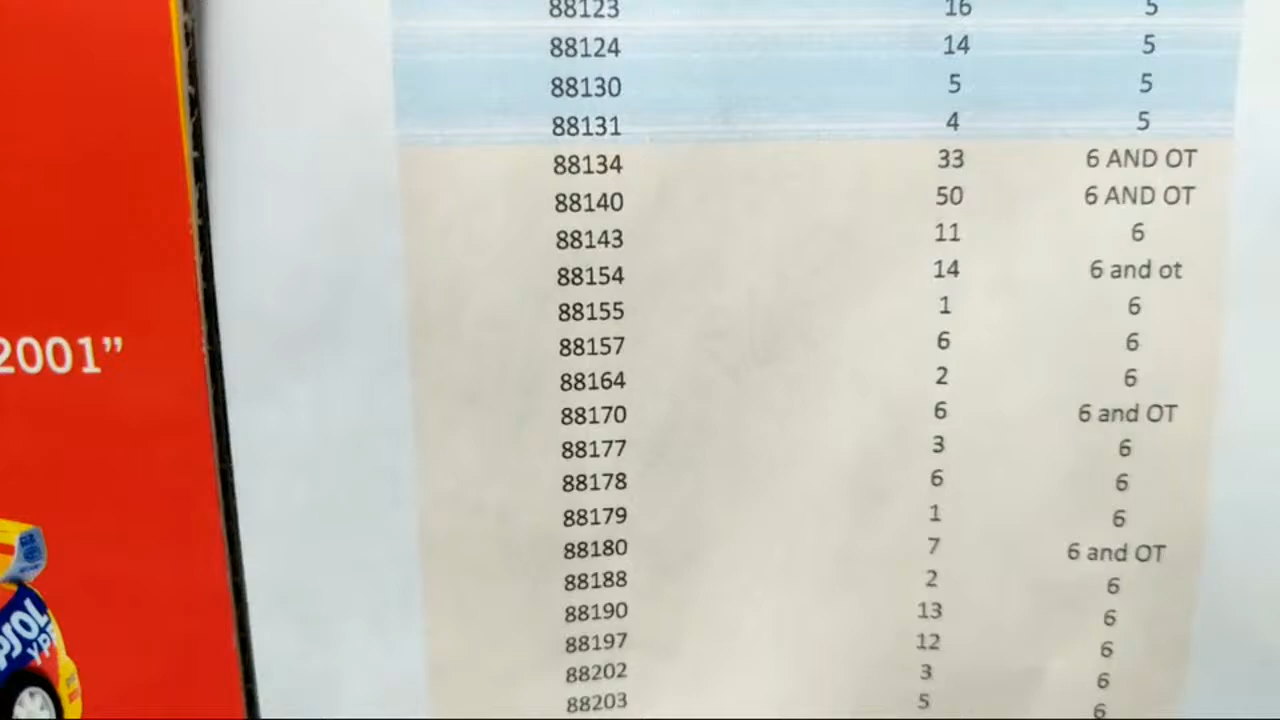 88123 16 5
88124 14 5
88130 5 5
88131 4 5
88134 33 6 AND OT
88140 50 6 AND OT
88143 11 6
88154 14 6 and ot
88155 1 6
88157 6 6
2001”
88164 2 6
88170 6 6 and OT
88177 3 6
88178 6 6
88179 1 6
88180 7 6 and OT
88188 2 6
88190 13 6
88197 12 6
88202 3 6
88203 5 6
PSOL
YPF